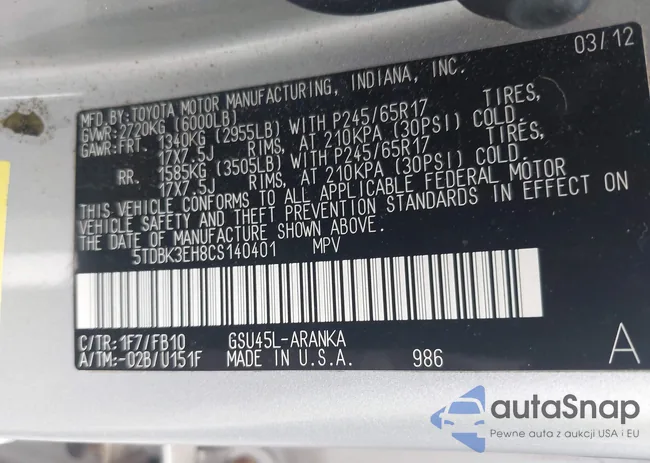 03/12
MFD.BY:TOYOTA MOTOR MANUFACTURING, INDIANA, INC.
GVWR:2720KG (6000LB)
GAWR:FRT. 1340KG (2955LB) WITH P245/65R17 TIRES,
17X7.5J RIMS, AT 210KPA (30PSI) COLD.
RR. 1585KG (3505LB) WITH P245/65R17 TIRES,
17X7.5J RIMS, AT 210KPA (30PSI) COLD.
THIS VEHICLE CONFORMS TO ALL APPLICABLE FEDERAL MOTOR
VEHICLE SAFETY AND THEFT PREVENTION STANDARDS IN EFFECT ON
THE DATE OF MANUFACTURE SHOWN ABOVE.
5TDBK3EH8CS140401 MPV
C/TR:1F7/FB10 GSU45L-ARANKA
A/TM:-02B/U151F MADE IN U.S.A. 986 A
autoSnap
Pewne auta z aukcji USA i EU